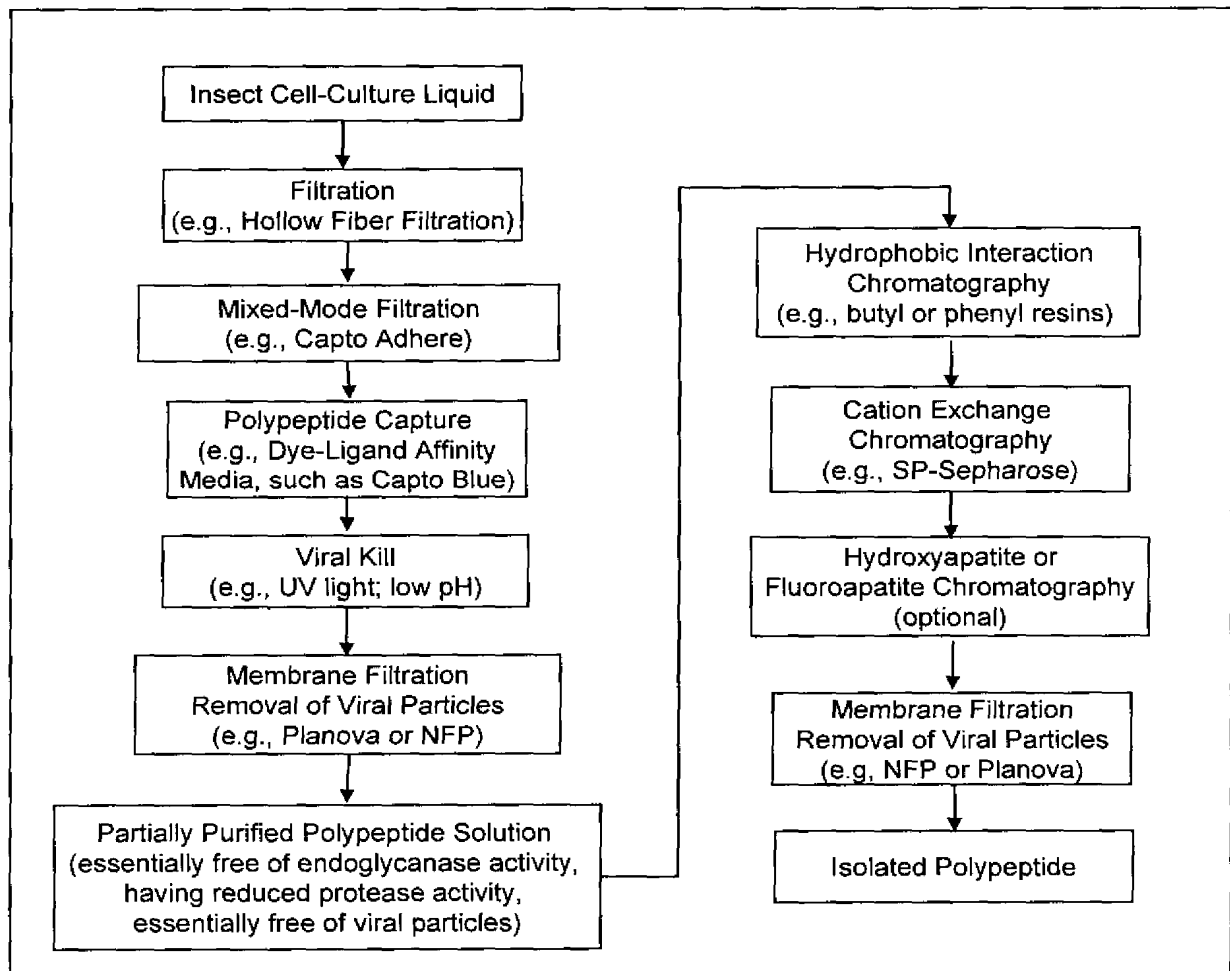 Insect Cell-Culture Liquid
Filtration
(e.g., Hollow Fiber Filtration)
Mixed-Mode Filtration
(e.g., Capto Adhere)
Polypeptide Capture
(e.g., Dye-Ligand Affinity
Media, such as Capto Blue)
Viral Kill
(e.g., UV light; low pH)
Membrane Filtration
Removal of Viral Particles
(e.g., Planova or NFP)
Partially Purified Polypeptide Solution
(essentially free of endoglycanase activity,
having reduced protease activity,
essentially free of viral particles)
Hydrophobic Interaction
Chromatography
(e.g., butyl or phenyl resins)
Cation Exchange
Chromatography
(e.g., SP-Sepharose)
Hydroxyapatite or
Fluoroapatite Chromatography
(optional)
Membrane Filtration
Removal of Viral Particles
(e.g, NFP or Planova)
Isolated Polypeptide